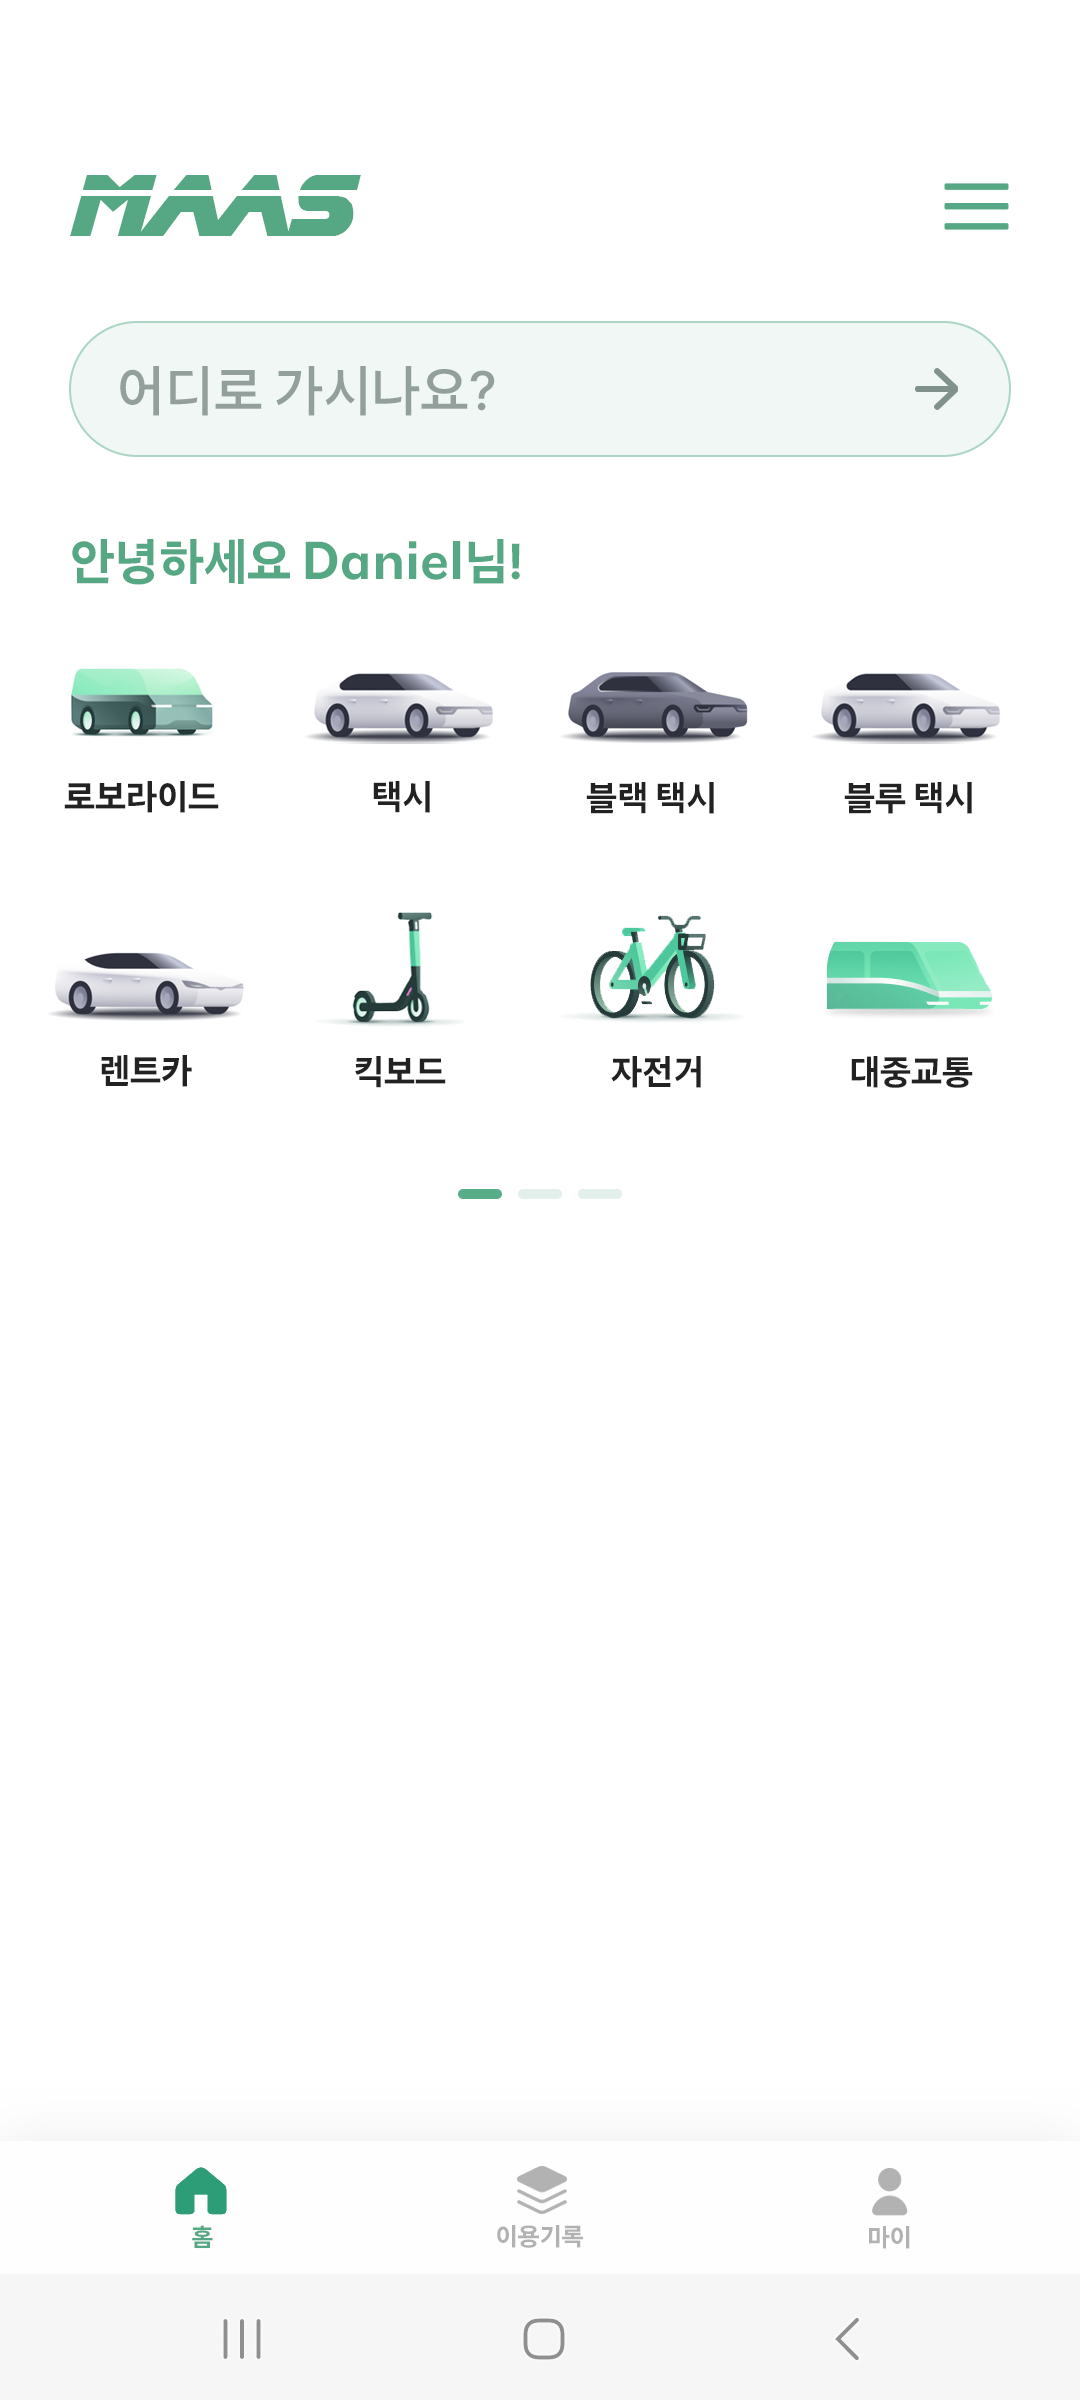 MAAS
어디로 가시나요?
안녕하세요 Daniel님!
로보라이드
택시
블랙 택시
블루 택시
렌트카
킥보드
자전거
대중교통
홈
이용기록
마이